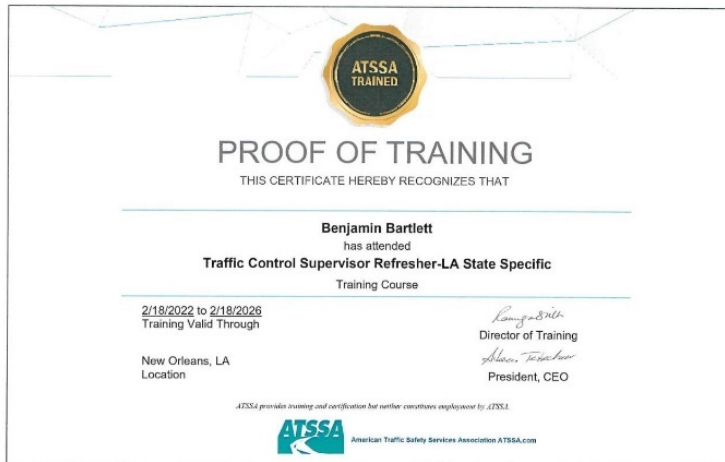 ATSSA
TRAINED
PROOF OF TRAINING
THIS CERTIFICATE HEREBY RECOGNIZES THAT
Benjamin Bartlett
has attended
Traffic Control Supervisor Refresher-LA State Specific
Training Course
2/18/2022 to 2/18/2026
Training Valid Through
Director of Training
New Orleans, LA
Location
President, CEO
ATSSA provides training and certification but neither constitutes employment by ATSSA.
ATSSA
American Traffic Safety Services Association ATSSA.com